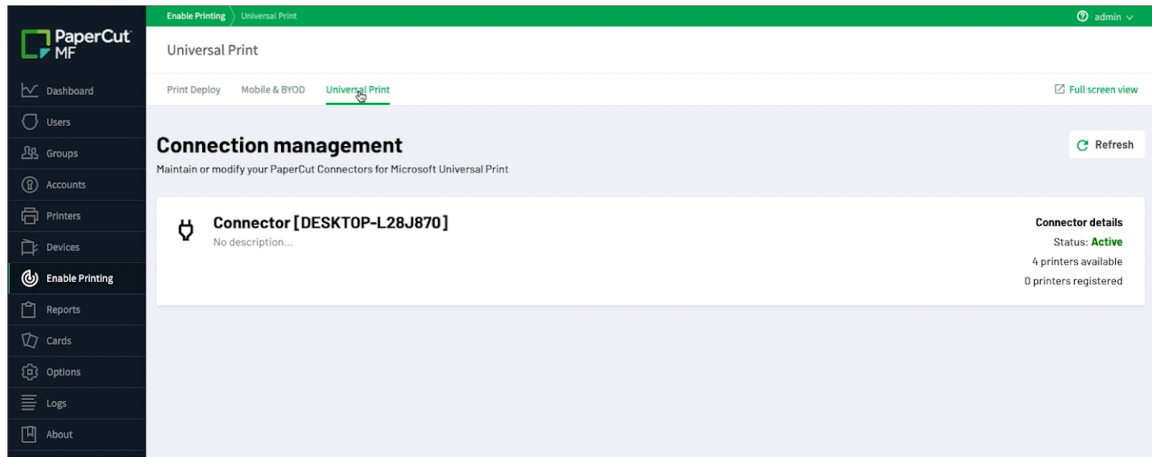 PaperCut
MF
Enable Printing
Universal Print
admin
Universal Print
Print Deploy
Mobile & BYOD
Universal Print
Full screen view
Dashboard
Users
Groups
Accounts
Printers
Devices
Enable Printing
Reports
Cards
Options
Logs
About
Connection management
Refresh
Maintain or modify your PaperCut Connectors for Microsoft Universal Print
Connector [DESKTOP-L28J870]
No description...
Connector details
Status: Active
4 printers available
0 printers registered